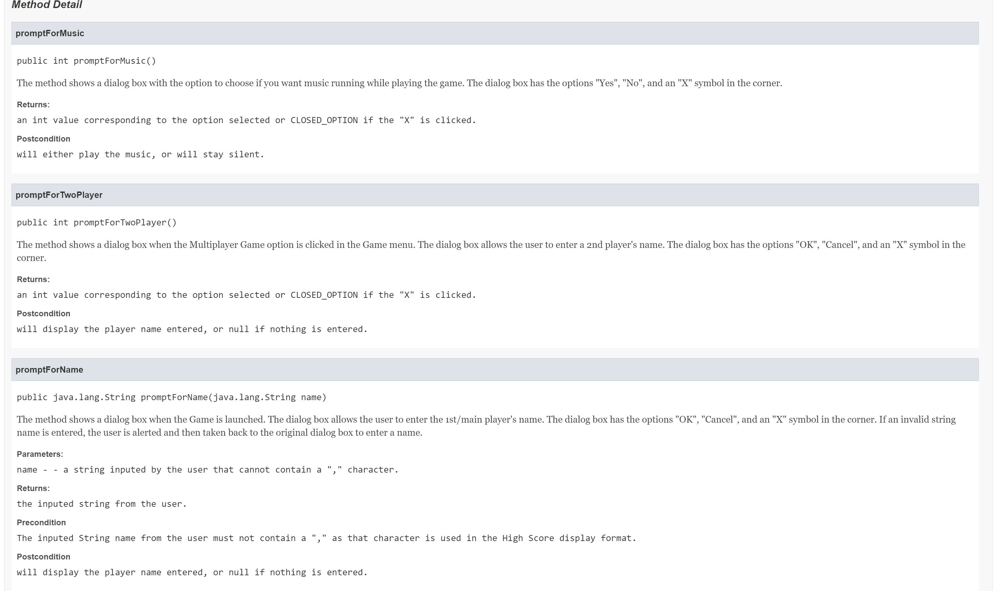 Method Detail
promptForMusic
public int promptForMusic()
The method shows a dialog box with the option to choose if you want music running while playing the game. The dialog box has the options "Yes", "No", and an "X" symbol in the corner.
Returns:
an int value corresponding to the option selected or CLOSED_OPTION if the "X" is clicked.
Postcondition
will either play the music, or will stay silent.
promptForTwoPlayer
public int promptForTwoPlayer()
The method shows a dialog box when the Multiplayer Game option is clicked in the Game menu. The dialog box allows the user to enter a 2nd player's name. The dialog box has the options "OK", "Cancel", and an "X" symbol in the
corner.
Returns:
an int value corresponding to the option selected or CLOSED_OPTION if the "X" is clicked.
Postcondition
will display the player name entered, or null if nothing is entered.
promptForName
public java.lang.String promptForName(java.lang.String name)
The method shows a dialog box when the Game is launched. The dialog box allows the user to enter the 1st/main player's name. The dialog box has the options "OK", "Cancel", and an "X" symbol in the corner. If an invalid string
name is entered, the user is alerted and then taken back to the original dialog box to enter a name.
Parameters:
name - - a string inputed by the user that cannot contain a "," character.
Returns:
the inputed string from the user.
Precondition
The inputed String name from the user must not contain a "," as that character is used in the High Score display format.
Postcondition
will display the player name entered, or null if nothing is entered.